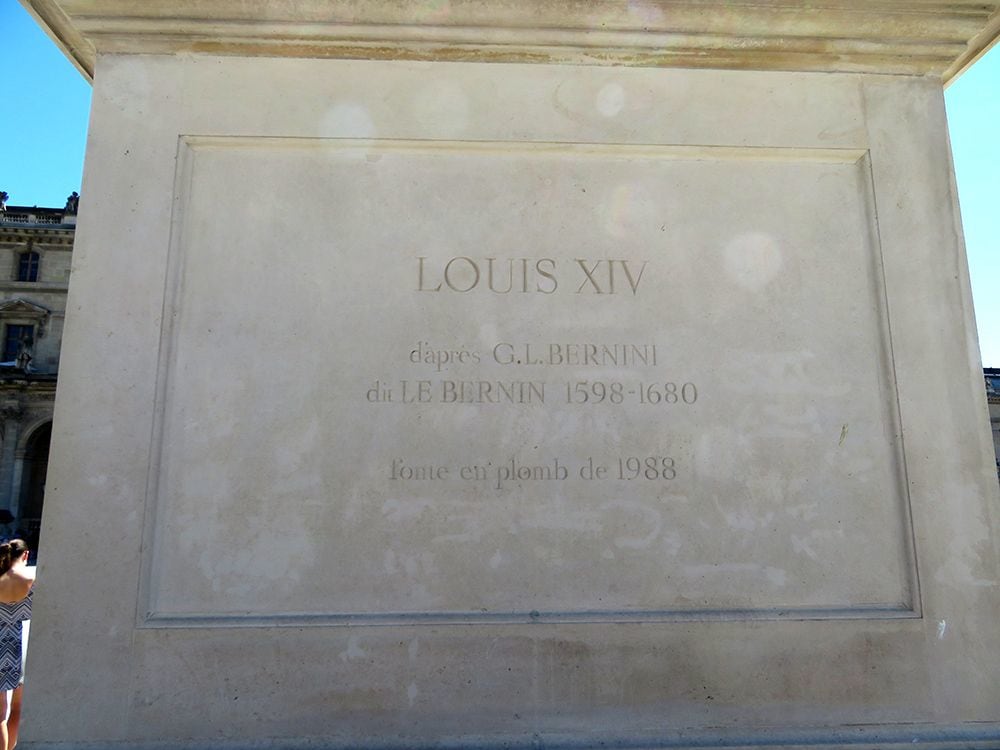 LOUIS XIV
d'après G.L.BERNINI
dit LE BERNIN 1598-1680
fonte en plomb de 1988